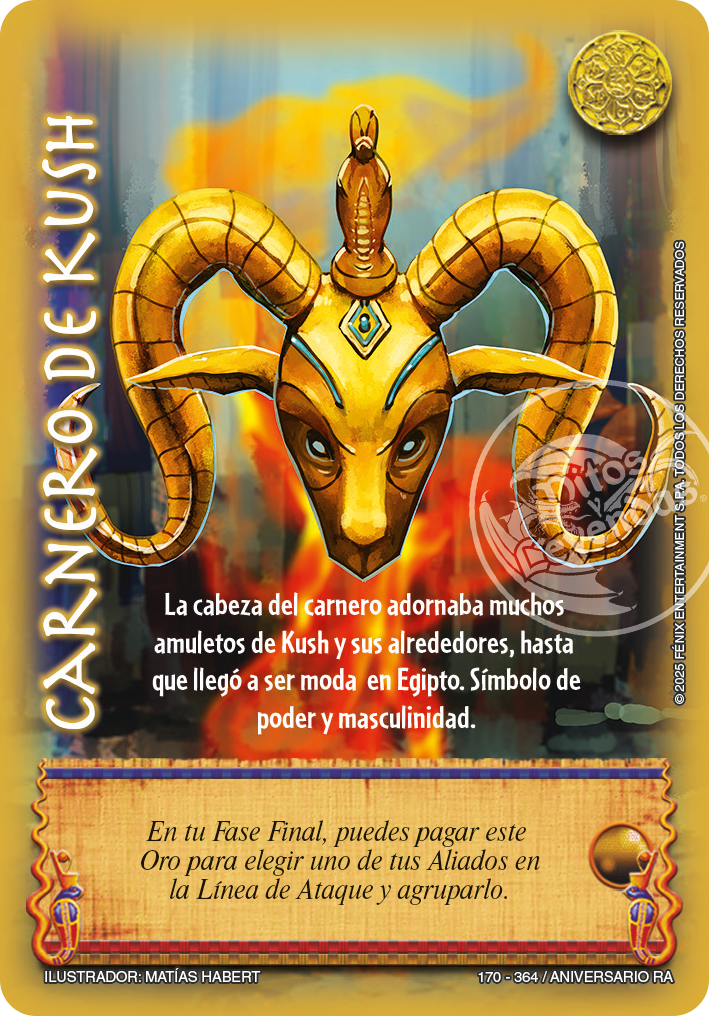 CARNERO DE KUSH
La cabeza del carnero adornaba muchos
amuletos de Kush y sus alrededores, hasta
que llegó a ser moda en Egipto. Símbolo de
poder y masculinidad.
En tu Fase Final, puedes pagar este
Oro para elegir uno de tus Aliados en
la Línea de Ataque y agruparlo.
ILUSTRADOR: MATÍAS HABERT
170 - 364 / ANIVERSARIO RA
© 2025 FÉNIX ENTERTAINMENT S.P.A. TODOS LOS DERECHOS RESERVADOS
mitos
y
leyendas